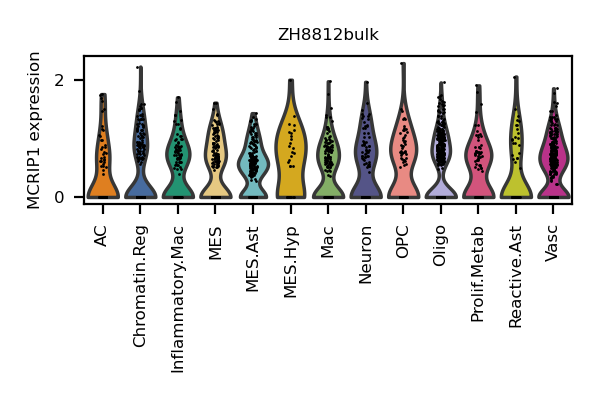 ZH8812bulk
MCRIP1 expression
2
0
AC
Chromatin.Reg
Inflammatory.Mac
MES
MES.Ast
MES.Hyp
Mac
Neuron
OPC
Oligo
Prolif.Metab
Reactive.Ast
Vasc